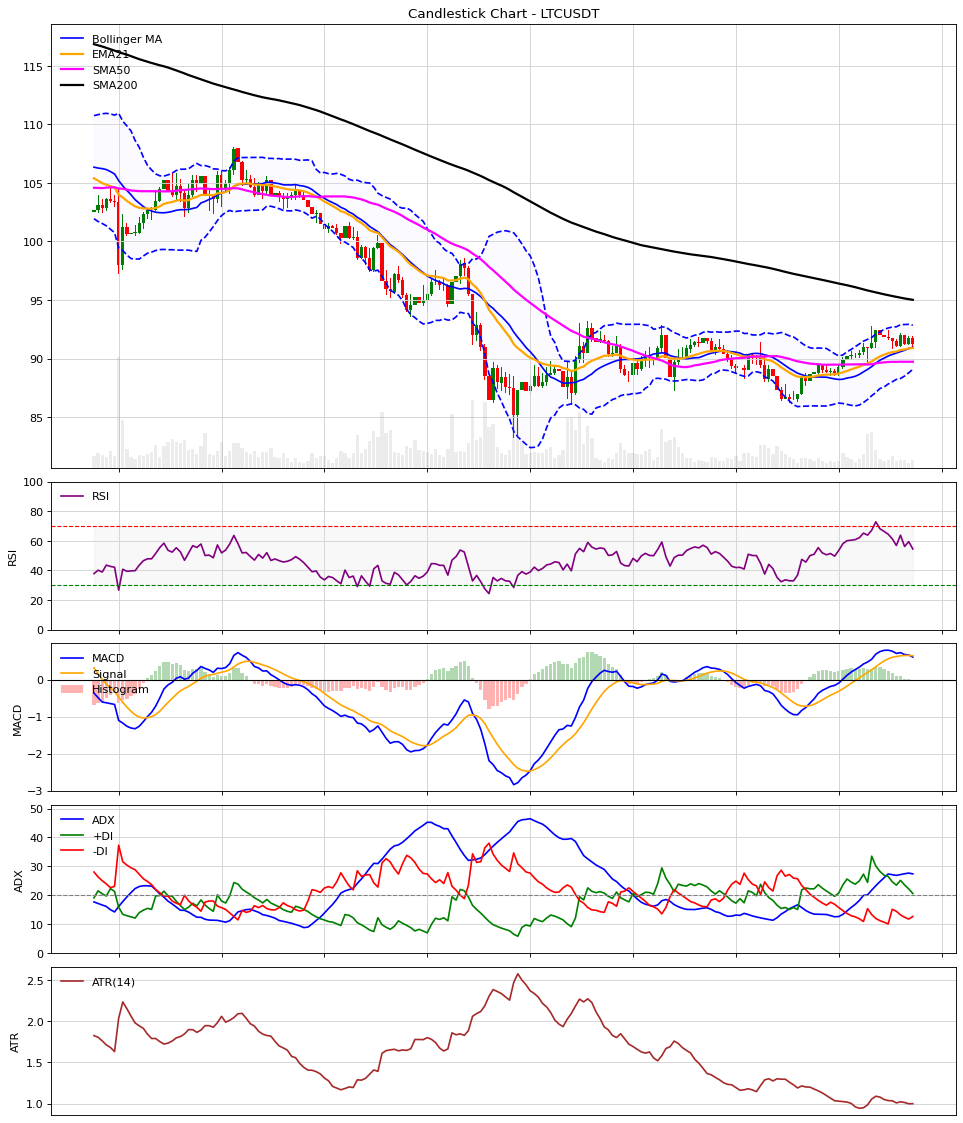 Candlestick Chart - LTCUSDT
Bollinger MA
EMA21
SMA50
SMA200
115
110
105
100
95
90
85
RSI
100
80
60
40
20
0
RSI
MACD
Signal
Histogram
0
−1
−2
−3
MACD
ADX
+DI
-DI
50
40
30
20
10
0
ADX
ATR(14)
2.5
2.0
1.5
1.0
ATR